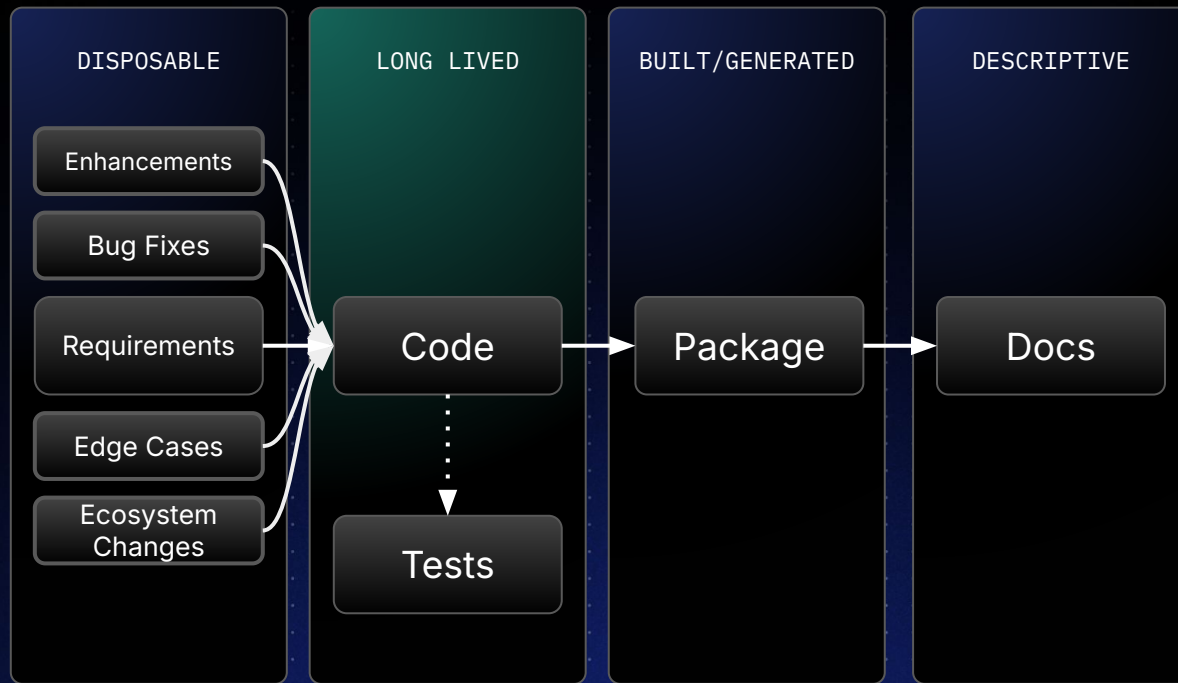 DISPOSABLE
LONG LIVED
BUILT/GENERATED
DESCRIPTIVE
Enhancements
Bug Fixes
Requirements
Edge Cases
Ecosystem
Changes
Code
Tests
Package
Docs